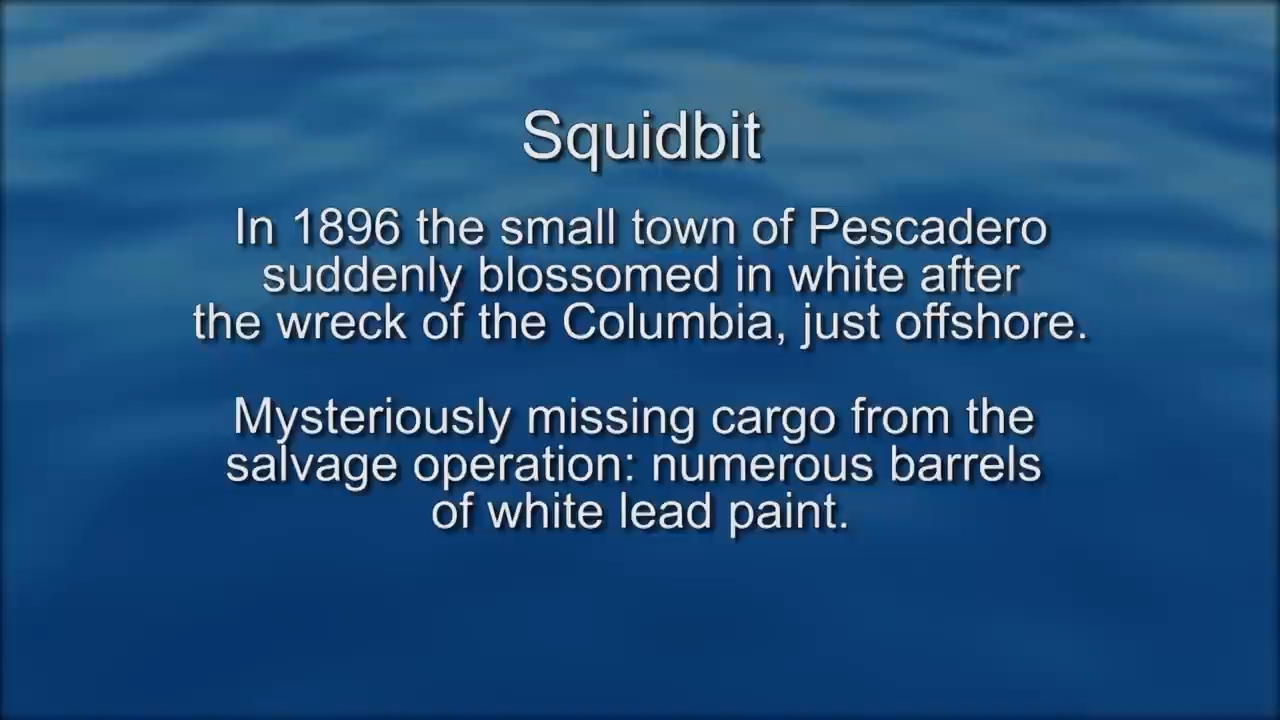 Squidbit
In 1896 the small town of Pescadero
suddenly blossomed in white after
the wreck of the Columbia, just offshore.
Mysteriously missing cargo from the
salvage operation: numerous barrels
of white lead paint.